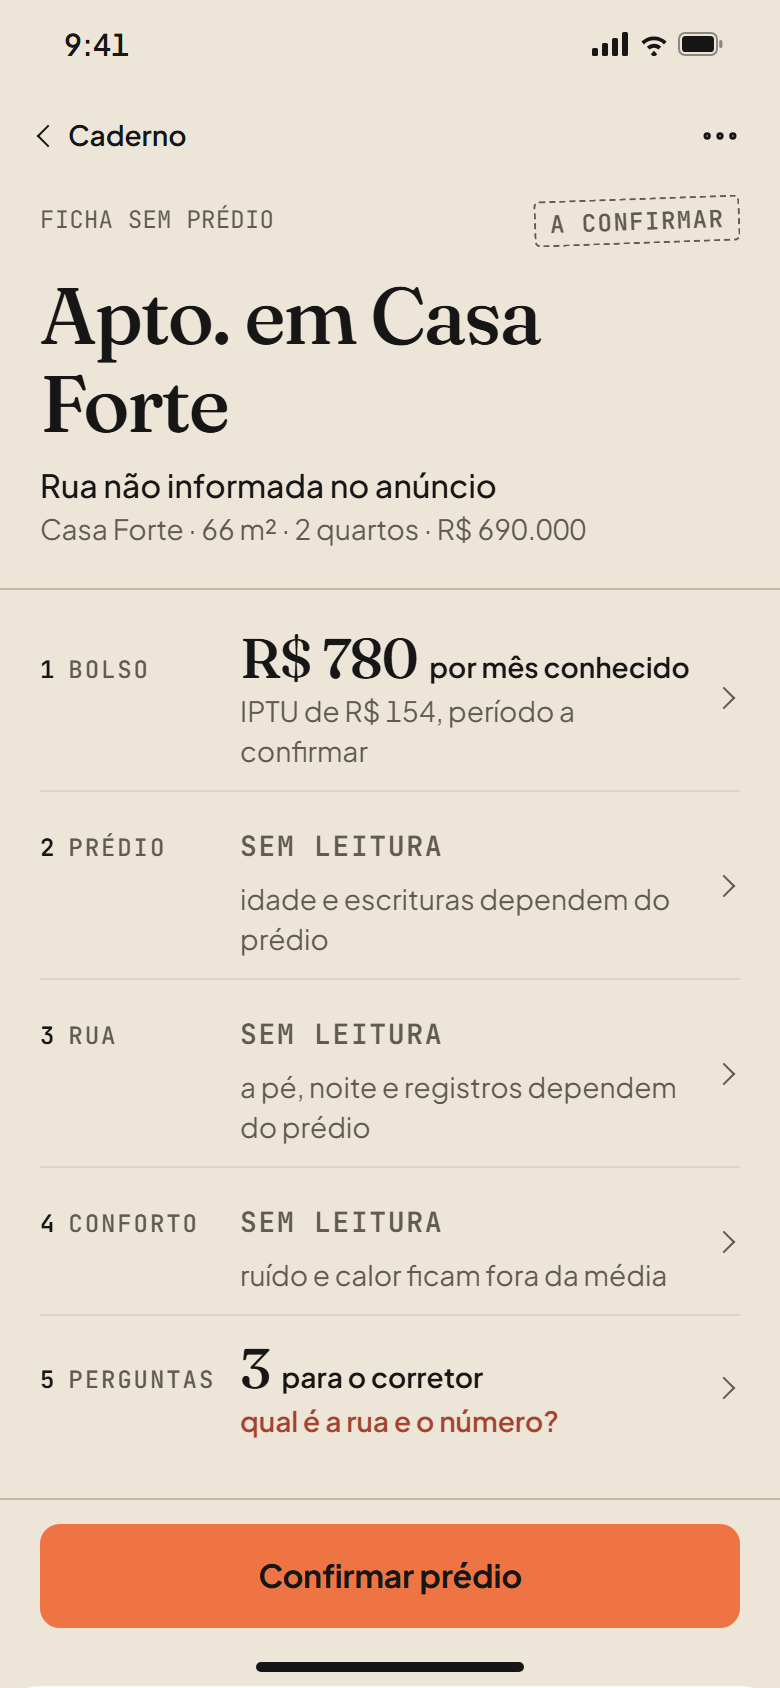 9:41
Caderno
FICHA SEM PRÉDIO
A CONFIRMAR
Apto. em Casa
Forte
Rua não informada no anúncio
Casa Forte · 66 m² · 2 quartos · R$ 690.000
1 BOLSO
R$ 780 por mês conhecido
IPTU de R$ 154, período a
confirmar
2 PRÉDIO
SEM LEITURA
idade e escrituras dependem do
prédio
3 RUA
SEM LEITURA
a pé, noite e registros dependem
do prédio
4 CONFORTO
SEM LEITURA
ruído e calor ficam fora da média
5 PERGUNTAS
3 para o corretor
qual é a rua e o número?
Confirmar prédio